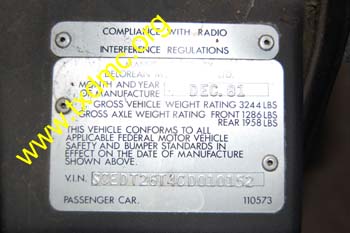 COMPLIANCE WITH RADIO
INTERFERENCE REGULATIONS
DELOREAN
MONTH AND YEAR
OF MANUFACTURE DEC. 81
GROSS VEHICLE WEIGHT RATING 3244 LBS
GROSS AXLE WEIGHT RATING FRONT 1286 LBS
REAR 1958 LBS
THIS VEHICLE CONFORMS TO ALL
APPLICABLE FEDERAL MOTOR VEHICLE
SAFETY AND BUMPER STANDARDS IN
EFFECT ON THE DATE OF MANUFACTURE
SHOWN ABOVE.
V.I.N. SCEDT26T4CD010152
PASSENGER CAR. 110573